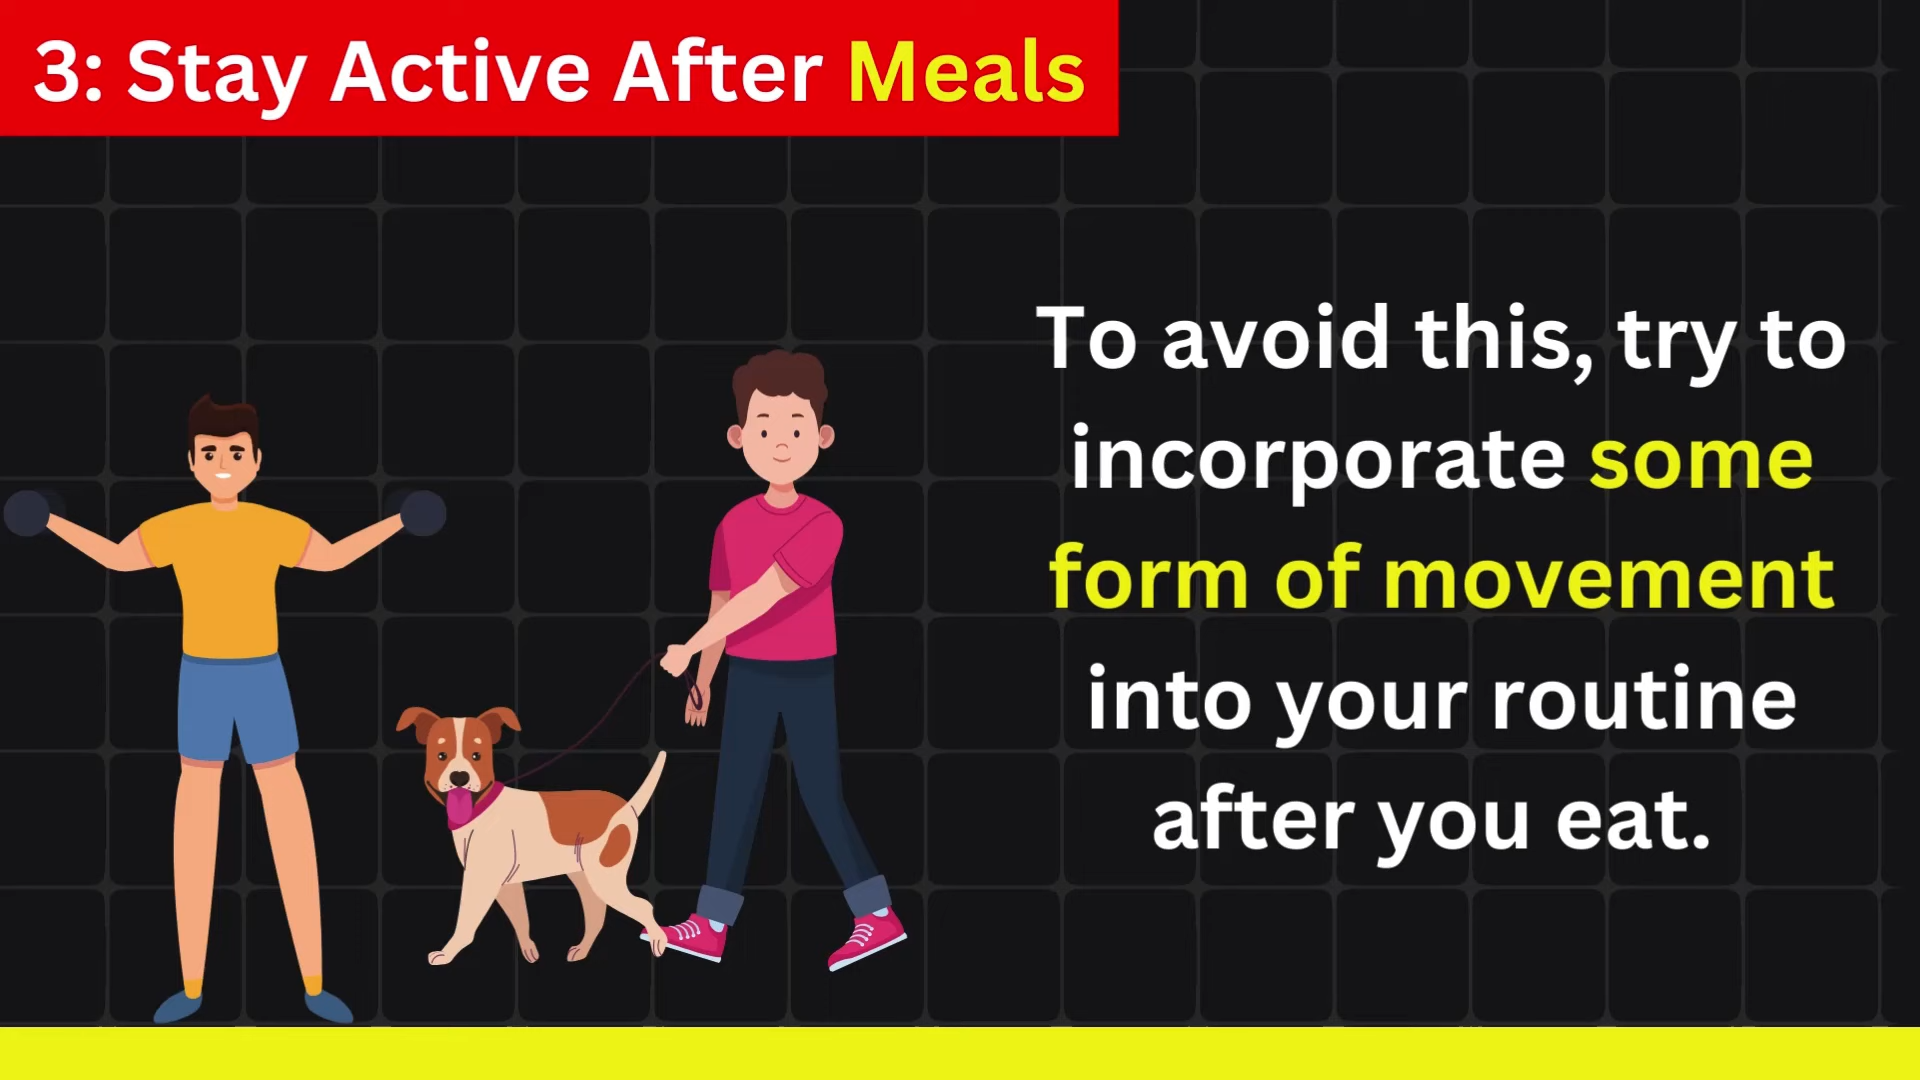 3: Stay Active After Meals
To avoid this, try to
incorporate some
form of movement
into your routine
after you eat.